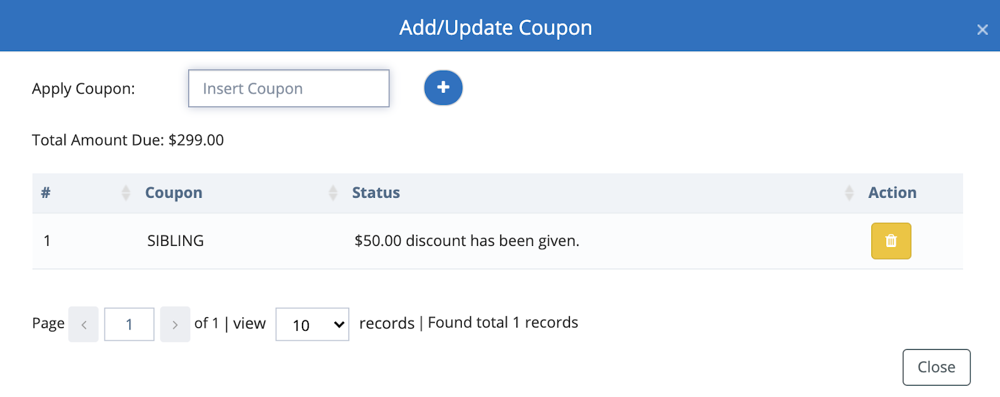 Add/Update Coupon
Apply Coupon: Insert Coupon
Total Amount Due: $299.00
# Coupon Status Action
1 SIBLING $50.00 discount has been given.
Page 1 of 1 | view 10 records | Found total 1 records
Close